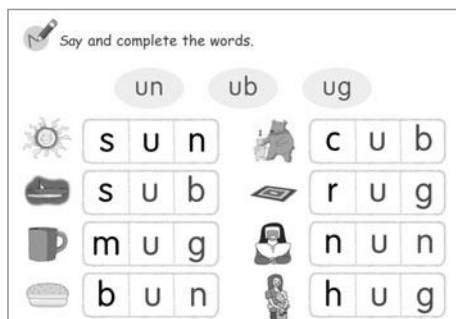 Say and complete the words.
un ub ug
s u n c u b
s u b r u g
m u g n u n
b u n h u g